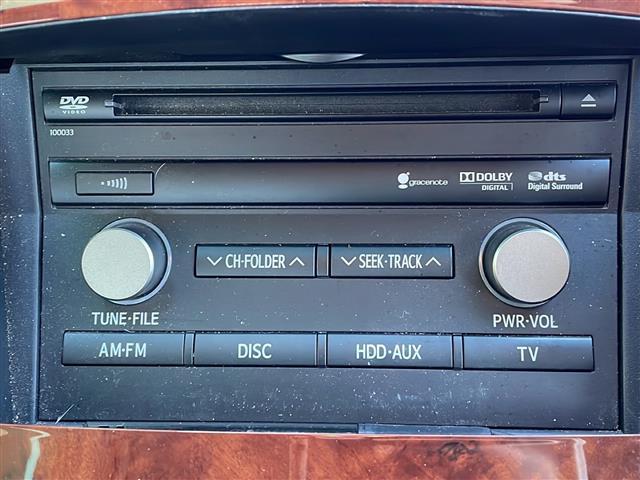 DVD
VIDEO
100033
gracenote
DOLBY
DIGITAL
dts
Digital Surround
CH·FOLDER
SEEK·TRACK
TUNE·FILE
PWR·VOL
AM·FM
DISC
HDD·AUX
TV